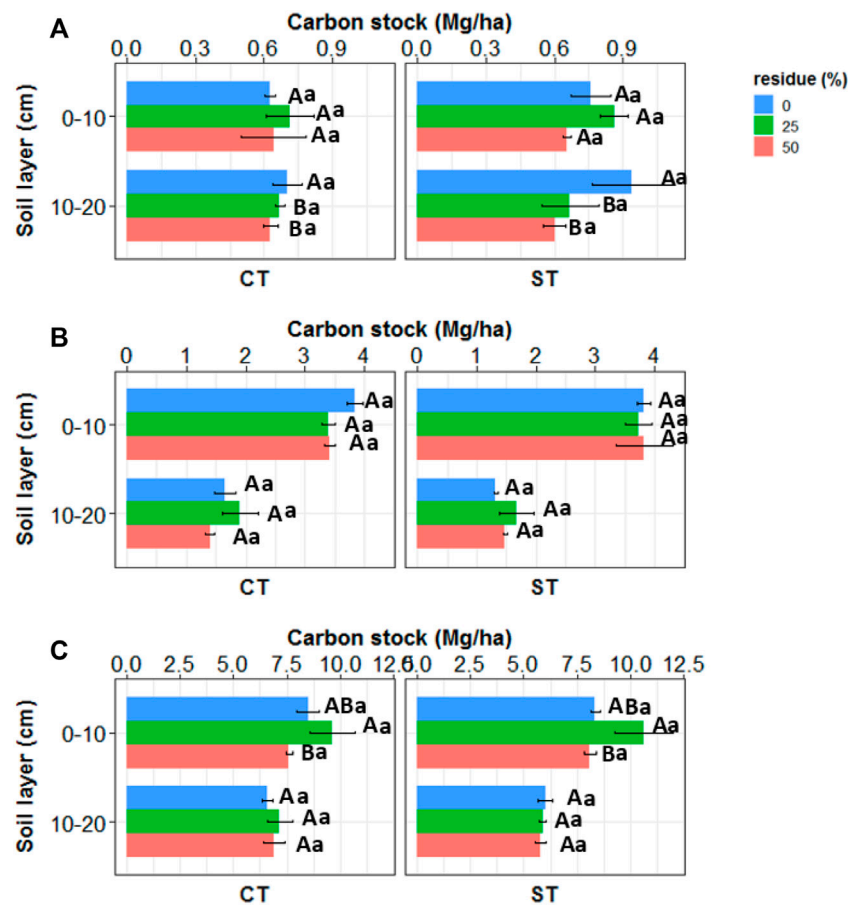 A
Carbon stock (Mg/ha)
0.0 0.3 0.6 0.9 0.0 0.3 0.6 0.9
residue (%)
0
25
50
Soil layer (cm)
0-10
10-20
Aa
Aa
Aa
Aa
Ba
Ba
Aa
Aa
Aa
Aa
Ba
Ba
CT ST
B
Carbon stock (Mg/ha)
0 1 2 3 4 0 1 2 3 4
Soil layer (cm)
0-10
10-20
Aa
Aa
Aa
Aa
Aa
Aa
Aa
Aa
Aa
Aa
Aa
Aa
CT ST
C
Carbon stock (Mg/ha)
0.0 2.5 5.0 7.5 10.0 12.5 0.0 2.5 5.0 7.5 10.0 12.5
Soil layer (cm)
0-10
10-20
ABa
Aa
Ba
Aa
Aa
Aa
ABa
Aa
Ba
Aa
Aa
Aa
CT ST